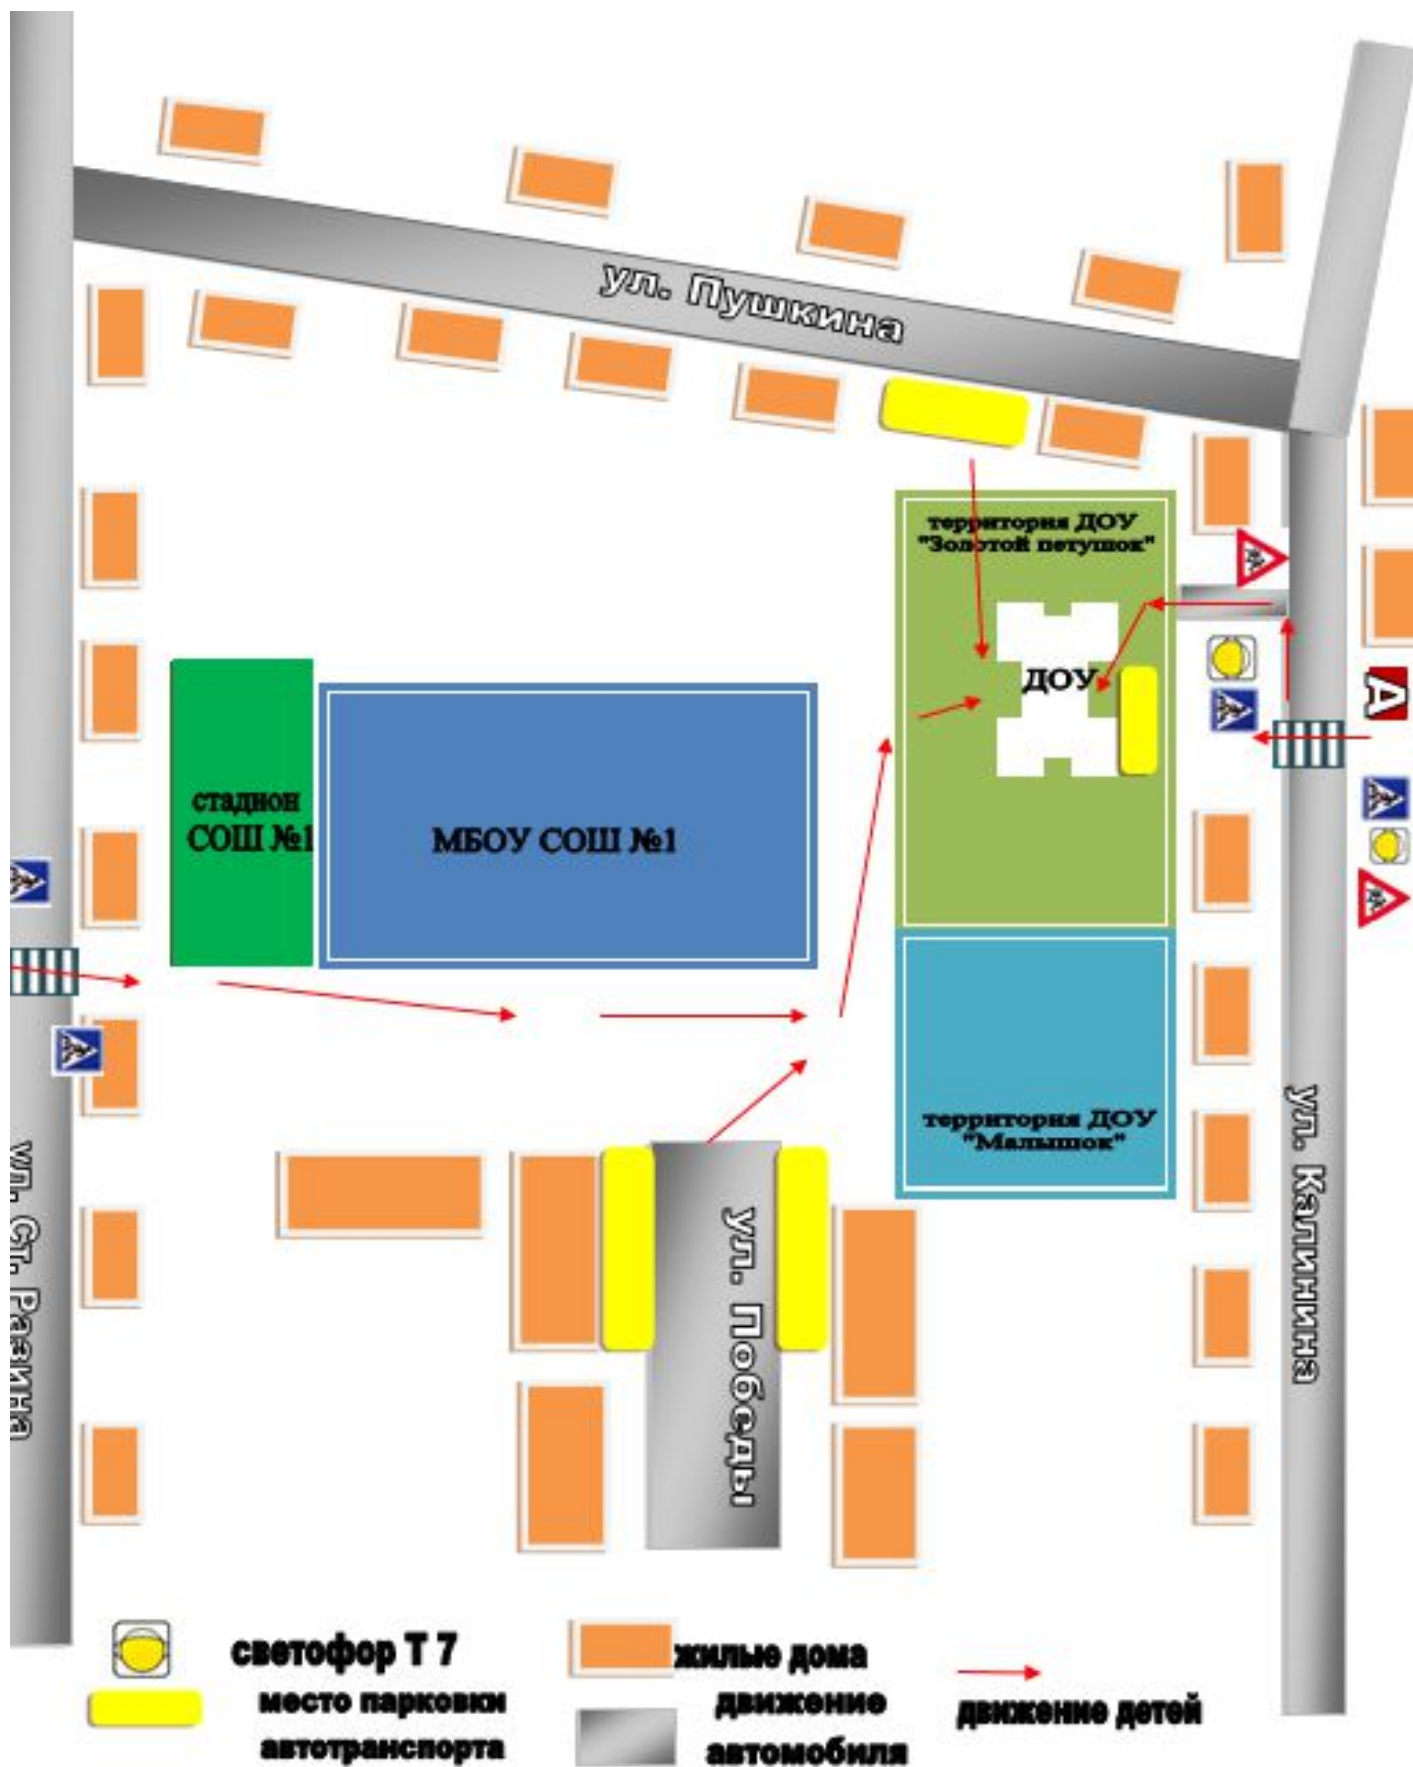 ул. Пушкина
территория ДОУ
"Золотой петушок"
ДОУ
А
стадион
СОШ №1
МБОУ СОШ №1
территория ДОУ
"Малышок"
ул. Калинина
ул. Победы
ул. Ст. Разина
светофор Т 7
жилые дома
место парковки
автотранспорта
движение
автомобиля
движение детей